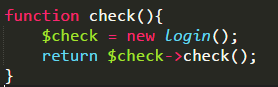 function check(){
    $check = new login();
    return $check->check();
}